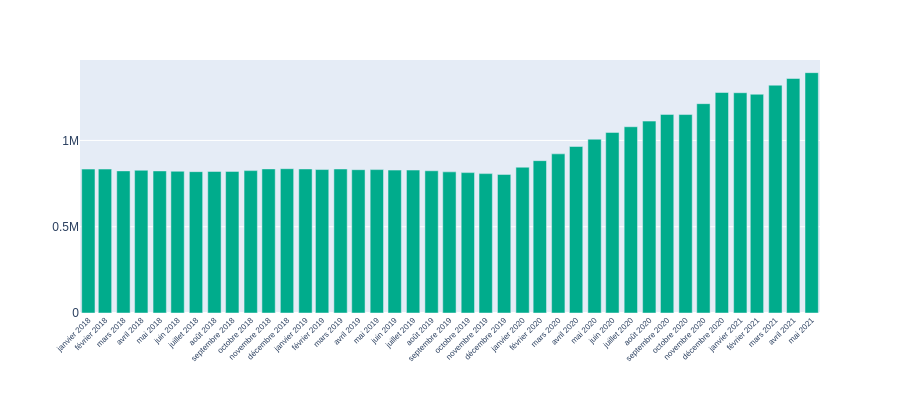 1M
0.5M
0
janvier 2018
février 2018
mars 2018
avril 2018
mai 2018
juin 2018
juillet 2018
août 2018
septembre 2018
octobre 2018
novembre 2018
décembre 2018
janvier 2019
février 2019
mars 2019
avril 2019
mai 2019
juin 2019
juillet 2019
août 2019
septembre 2019
octobre 2019
novembre 2019
décembre 2019
janvier 2020
février 2020
mars 2020
avril 2020
mai 2020
juin 2020
juillet 2020
août 2020
septembre 2020
octobre 2020
novembre 2020
décembre 2020
janvier 2021
février 2021
mars 2021
avril 2021
mai 2021